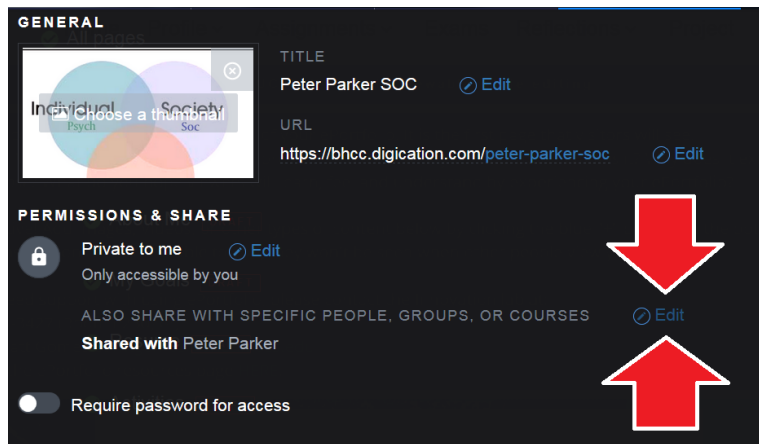 GENERAL
All pages
TITLE
Peter Parker SOC Edit
Individual Society
Choose a thumbnail
Psych Soc
URL
https://bhcc.digication.com/peter-parker-soc Edit
PERMISSIONS & SHARE
Private to me Edit
Only accessible by you
My Goals
ALSO SHARE WITH SPECIFIC PEOPLE, GROUPS, OR COURSES Edit
Shared with Peter Parker
Require password for access